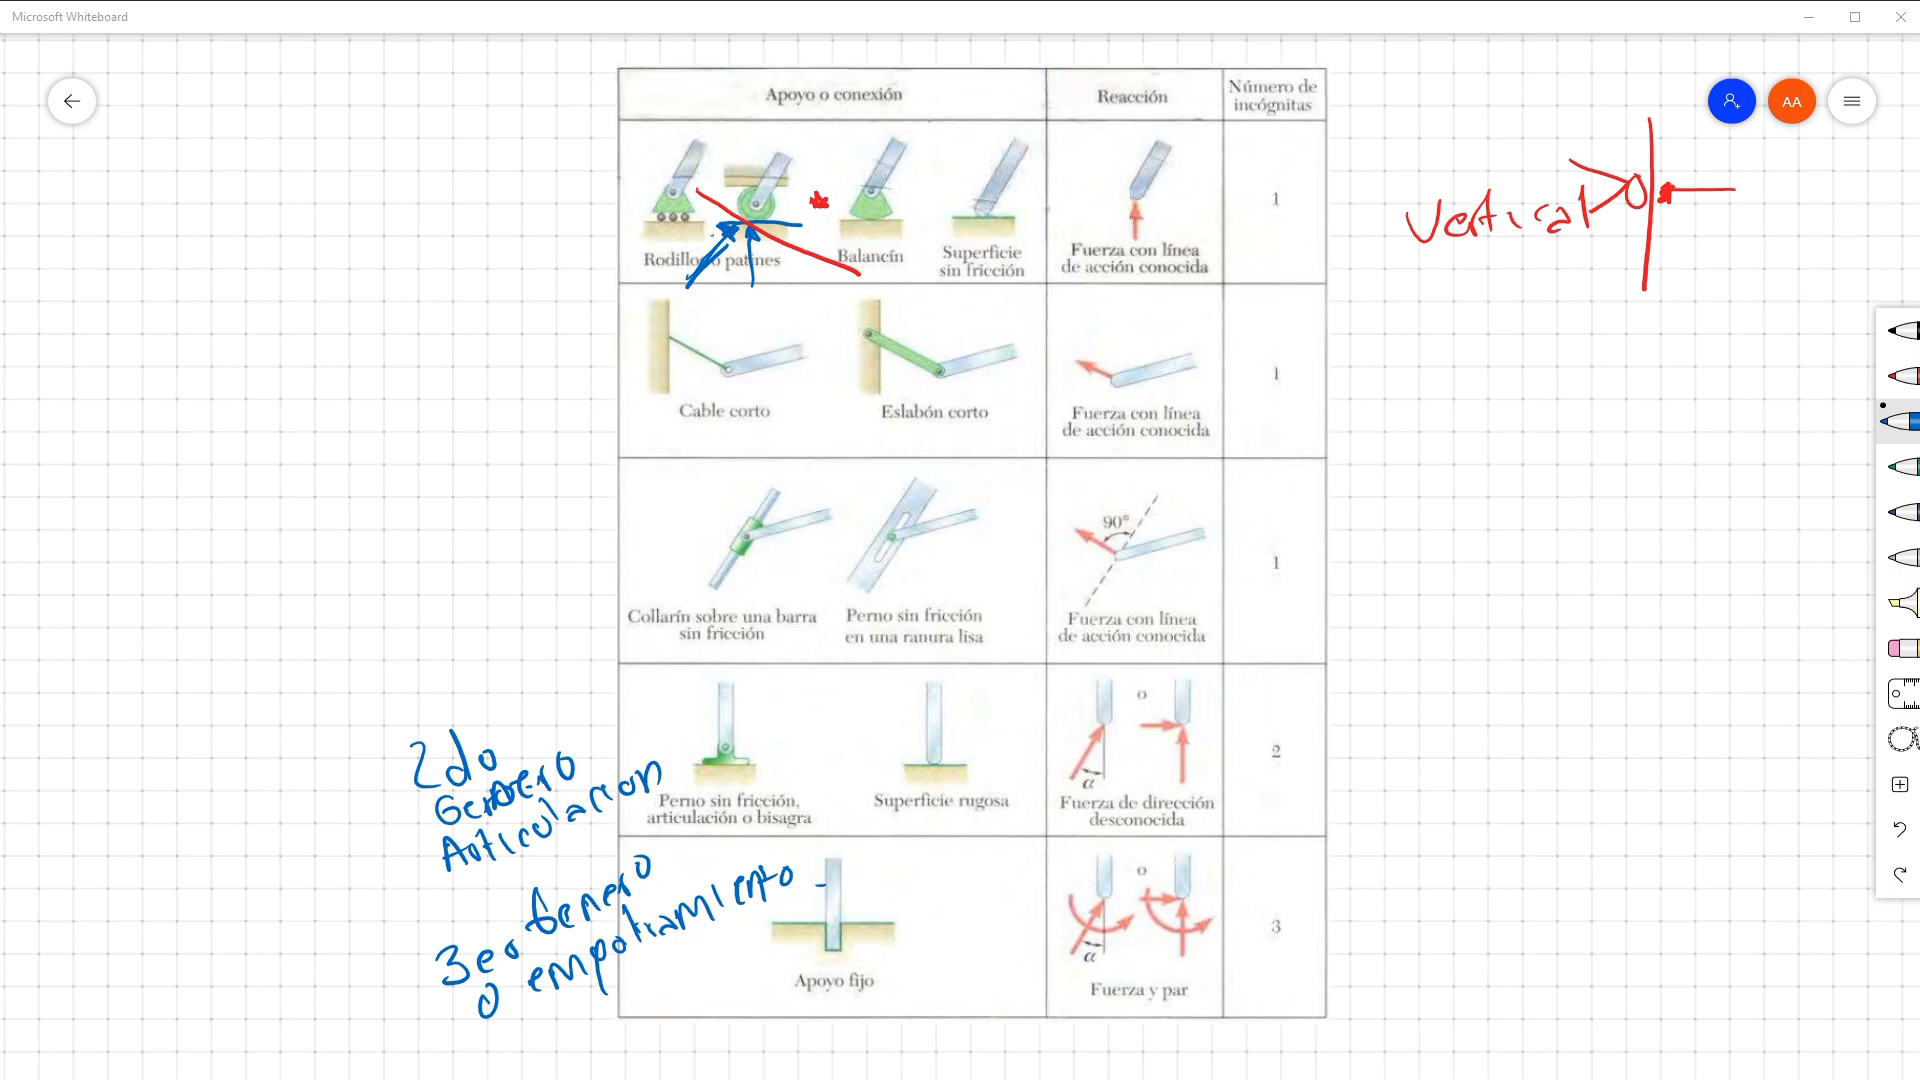 Microsoft Whiteboard
AA
Apoyo o conexión
Reacción
Número de
incógnitas
Rodillos o patines
Balancín
Superficie
sin fricción
Fuerza con línea
de acción conocida
1
Vertical
Cable corto
Eslabón corto
Fuerza con línea
de acción conocida
1
90°
Collarín sobre una barra
sin fricción
Perno sin fricción
en una ranura lisa
Fuerza con línea
de acción conocida
1
2do
Genero
Articulacion
Perno sin fricción,
articulación o bisagra
Superficie rugosa
o
α
Fuerza de dirección
desconocida
2
3er Genero
o empotramiento
Apoyo fijo
o
α
Fuerza y par
3